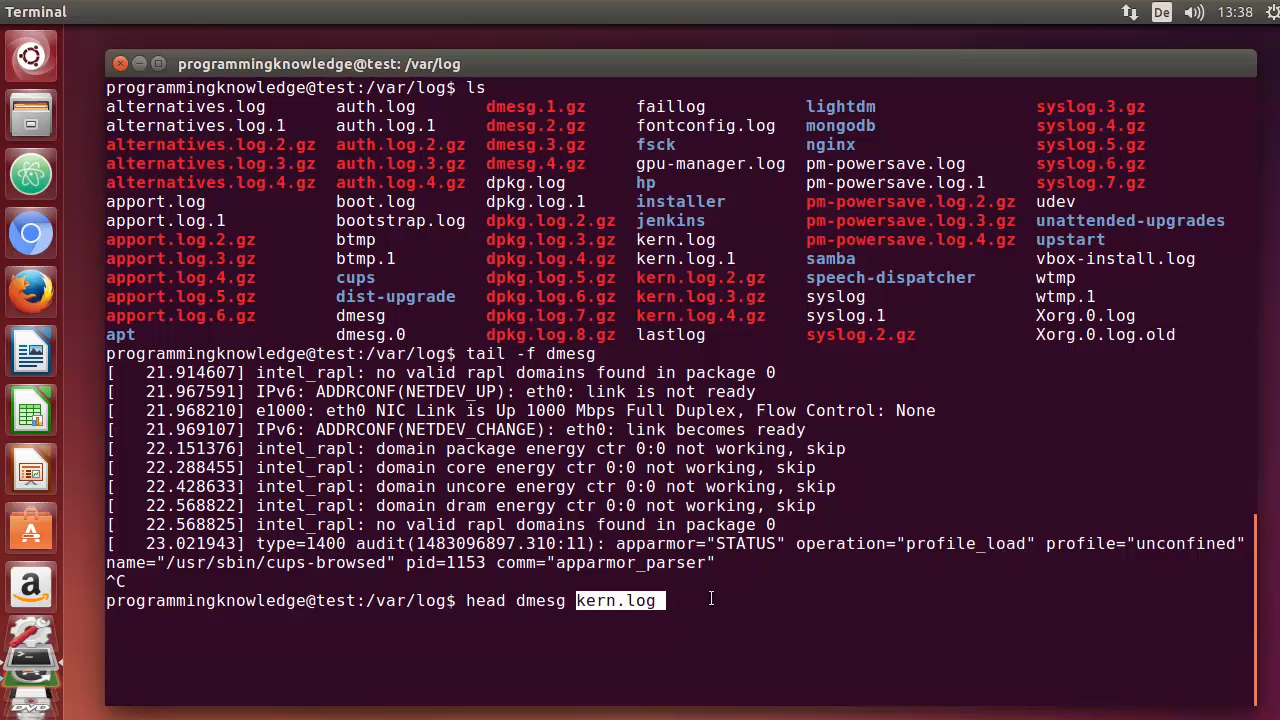 Terminal De 13:38
programmingknowledge@test: /var/log
programmingknowledge@test:/var/log$ ls
alternatives.log auth.log dmesg.1.gz faillog lightdm syslog.3.gz
alternatives.log.1 auth.log.1 dmesg.2.gz fontconfig.log mongodb syslog.4.gz
alternatives.log.2.gz auth.log.2.gz dmesg.3.gz fsck nginx syslog.5.gz
alternatives.log.3.gz auth.log.3.gz dmesg.4.gz gpu-manager.log pm-powersave.log syslog.6.gz
alternatives.log.4.gz auth.log.4.gz dpkg.log hp pm-powersave.log.1 syslog.7.gz
apport.log boot.log dpkg.log.1 installer pm-powersave.log.2.gz udev
apport.log.1 bootstrap.log dpkg.log.2.gz jenkins pm-powersave.log.3.gz unattended-upgrades
apport.log.2.gz btmp dpkg.log.3.gz kern.log pm-powersave.log.4.gz upstart
apport.log.3.gz btmp.1 dpkg.log.4.gz kern.log.1 samba vbox-install.log
apport.log.4.gz cups dpkg.log.5.gz kern.log.2.gz speech-dispatcher wtmp
apport.log.5.gz dist-upgrade dpkg.log.6.gz kern.log.3.gz syslog wtmp.1
apport.log.6.gz dmesg dpkg.log.7.gz kern.log.4.gz syslog.1 Xorg.0.log
apt dmesg.0 dpkg.log.8.gz lastlog syslog.2.gz Xorg.0.log.old
programmingknowledge@test:/var/log$ tail -f dmesg
[   21.914607] intel_rapl: no valid rapl domains found in package 0
[   21.967591] IPv6: ADDRCONF(NETDEV_UP): eth0: link is not ready
[   21.968210] e1000: eth0 NIC Link is Up 1000 Mbps Full Duplex, Flow Control: None
[   21.969107] IPv6: ADDRCONF(NETDEV_CHANGE): eth0: link becomes ready
[   22.151376] intel_rapl: domain package energy ctr 0:0 not working, skip
[   22.288455] intel_rapl: domain core energy ctr 0:0 not working, skip
[   22.428633] intel_rapl: domain uncore energy ctr 0:0 not working, skip
[   22.568822] intel_rapl: domain dram energy ctr 0:0 not working, skip
[   22.568825] intel_rapl: no valid rapl domains found in package 0
[   23.021943] type=1400 audit(1483096897.310:11): apparmor="STATUS" operation="profile_load" profile="unconfined"
name="/usr/sbin/cups-browsed" pid=1153 comm="apparmor_parser"
^C
programmingknowledge@test:/var/log$ head dmesg kern.log